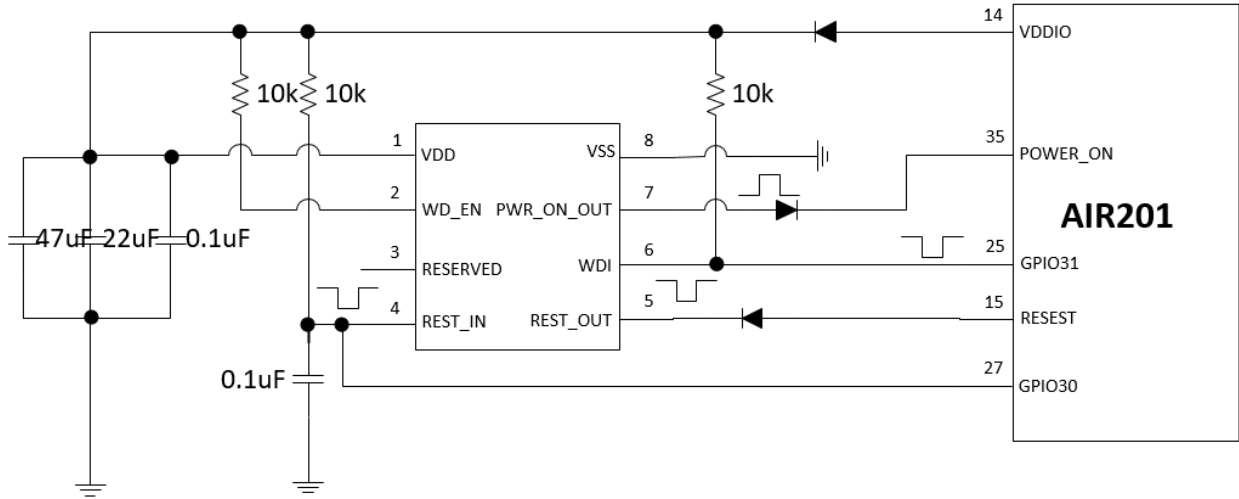 14
VDDIO
10k
10k
10k
1
VDD
VSS
8
35
POWER_ON
2
WD_EN
PWR_ON_OUT
7
AIR201
47uF
22uF
0.1uF
3
RESERVED
WDI
6
25
GPIO31
4
REST_IN
REST_OUT
5
15
RESEST
0.1uF
27
GPIO30